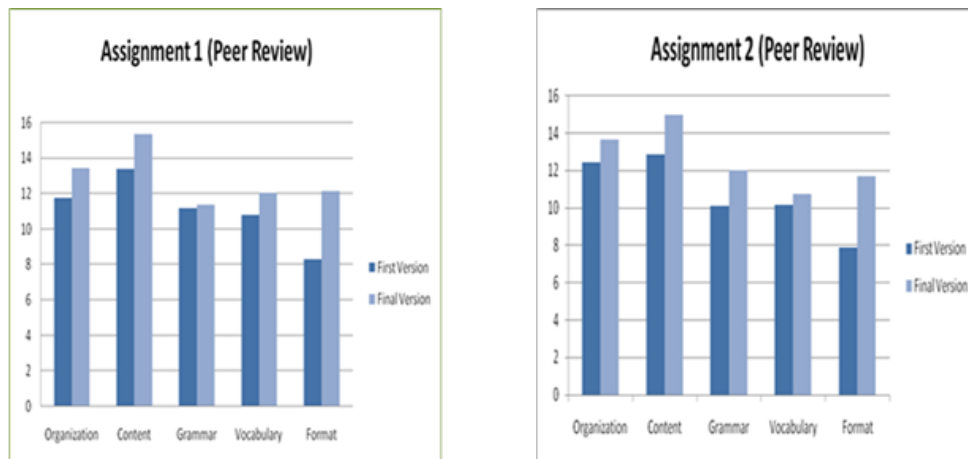 Assignment 1 (Peer Review)
16
14
12
10
8
6
4
2
0
Organization Content Grammar Vocabulary Format
First Version
Final Version
Assignment 2 (Peer Review)
16
14
12
10
8
6
4
2
0
Organization Content Grammar Vocabulary Format
First Version
Final Version